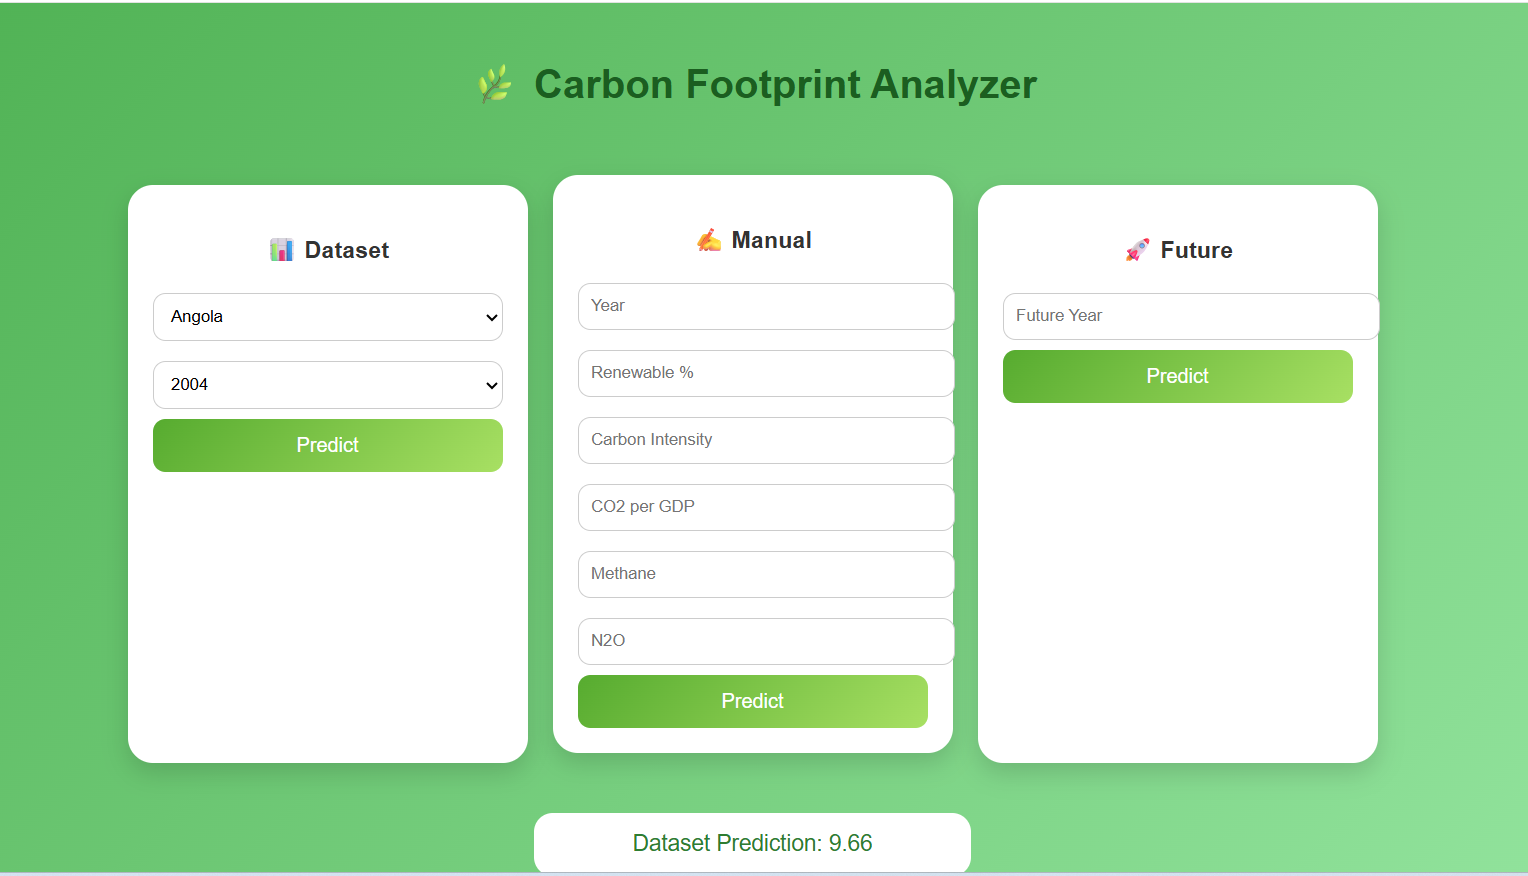 Carbon Footprint Analyzer
Dataset
Angola
2004
Predict
Manual
Year
Renewable %
Carbon Intensity
CO2 per GDP
Methane
N2O
Predict
Future
Future Year
Predict
Dataset Prediction: 9.66